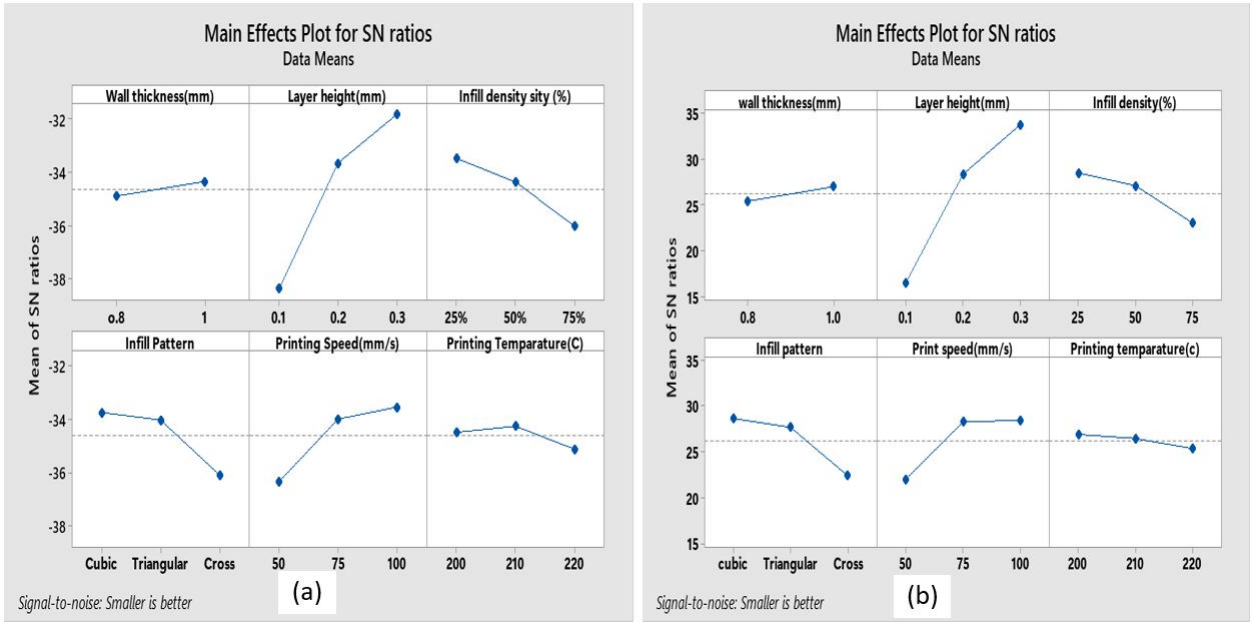 Main Effects Plot for SN ratios
Data Means
Wall thickness(mm) Layer height(mm) Infill density sity (%)
Mean of SN ratios
-32
-34
-36
-38
o.8 1 0.1 0.2 0.3 25% 50% 75%
Infill Pattern Printing Speed(mm/s) Printing Temparature(C)
-32
-34
-36
-38
Cubic Triangular Cross 50 75 100 200 210 220
Signal-to-noise: Smaller is better
(a)
Main Effects Plot for SN ratios
Data Means
wall thickness(mm) Layer height(mm) Infill density(%)
Mean of SN ratios
35
30
25
20
15
0.8 1.0 0.1 0.2 0.3 25 50 75
Infill pattern Print speed(mm/s) Printing temparature(c)
35
30
25
20
15
cubic Triangular Cross 50 75 100 200 210 220
Signal-to-noise: Smaller is better
(b)